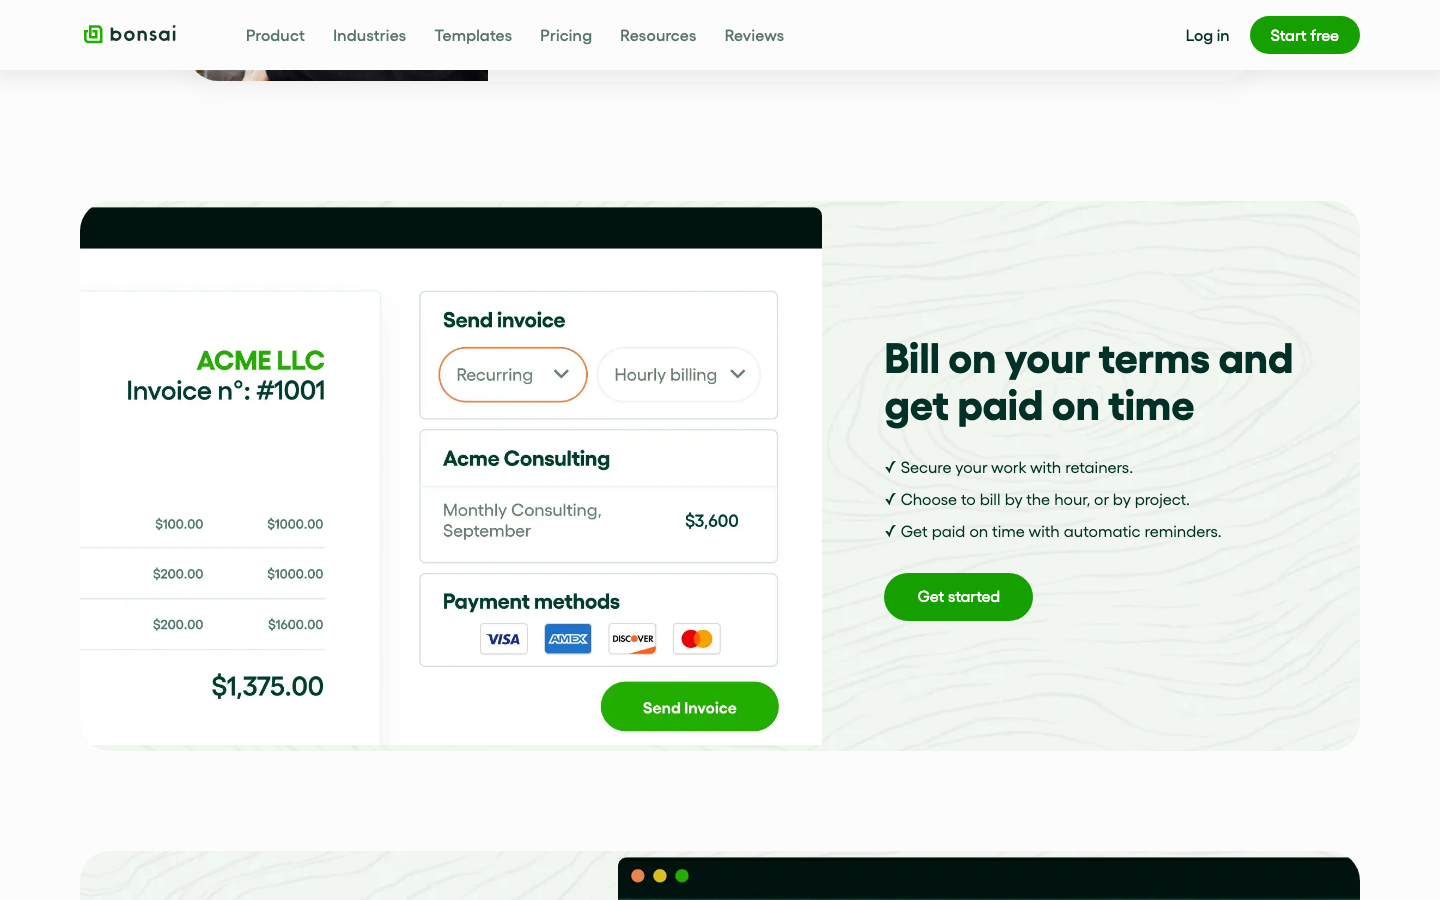 bonsai
Product
Industries
Templates
Pricing
Resources
Reviews
Log in
Start free
ACME LLC
Invoice n°: #1001
$100.00 $1000.00
$200.00 $1000.00
$200.00 $1600.00
$1,375.00
Send invoice
Recurring
Hourly billing
Acme Consulting
Monthly Consulting,
September
$3,600
Payment methods
VISA
AMEX
DISCOVER
Send Invoice
Bill on your terms and
get paid on time
✓ Secure your work with retainers.
✓ Choose to bill by the hour, or by project.
✓ Get paid on time with automatic reminders.
Get started